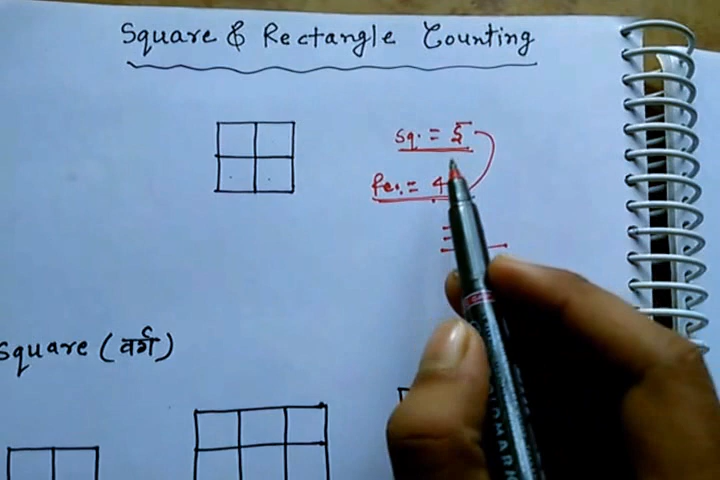 Square & Rectangle Counting
Sq. = 5
Re. = 4
Square (वर्ग)